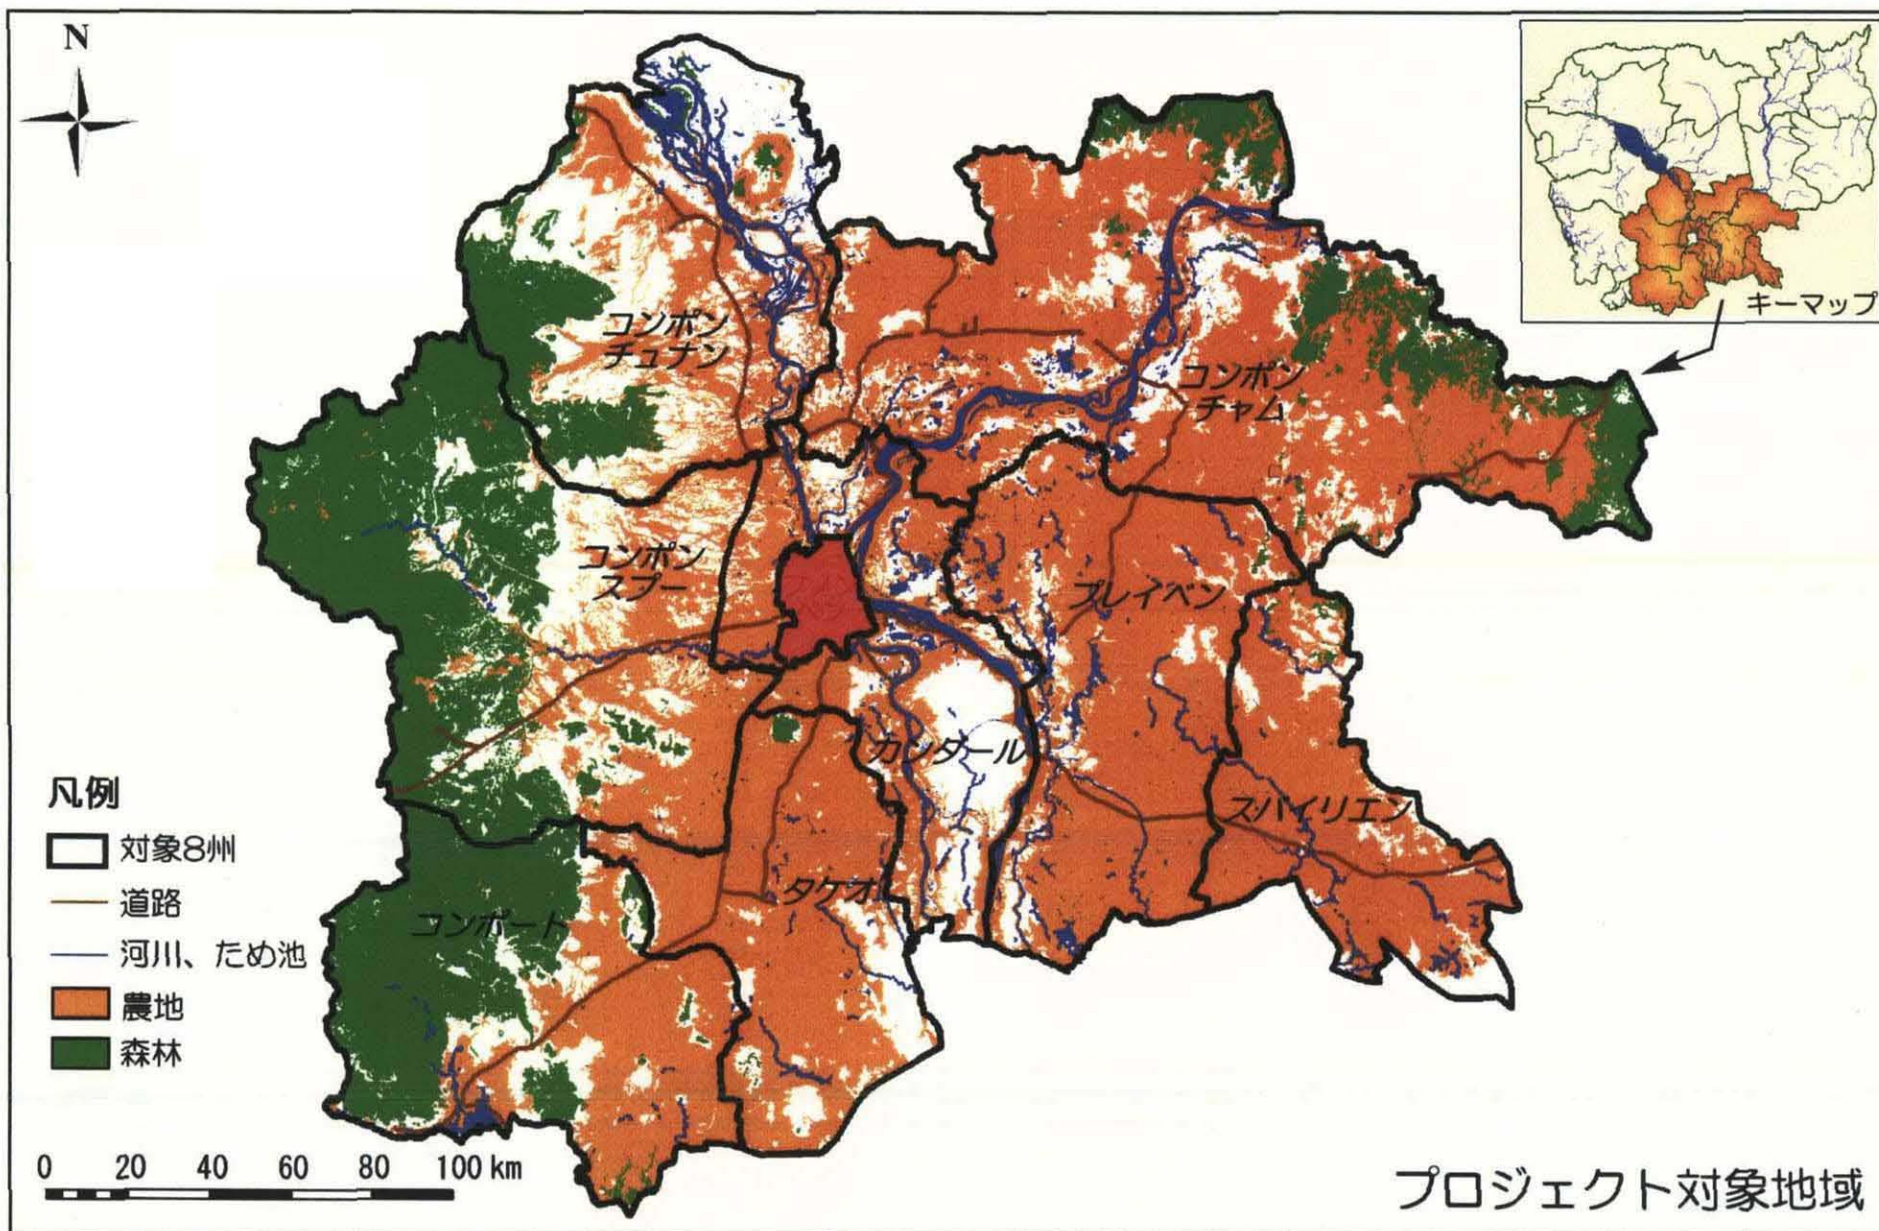 N
キーマップ
コンポン
チュナン
コンポン
チャム
コンポン
スプー
プレイベン
カンダール
スバイリエン
タケオ
コンポート
凡例
対象8州
道路
河川、ため池
農地
森林
0 20 40 60 80 100 km
プロジェクト対象地域